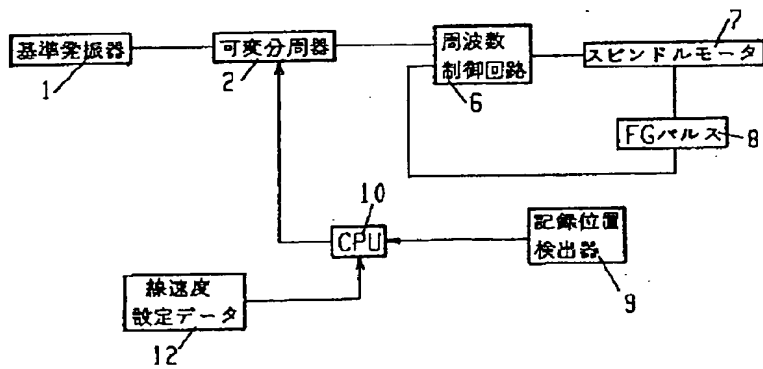 基準発振器
1
可変分周器
2
周波数
制御回路
6
7
スピンドルモータ
FGパルス
8
10
CPU
記録位置
検出器
9
線速度
設定データ
12